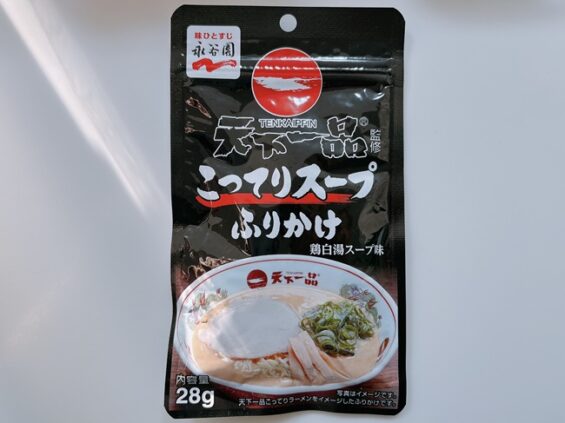 味ひとすじ
永谷園
TENKAIPPIN
天下一品®監修
こってりスープ
ふりかけ
鶏白湯スープ味
天下一品®
内容量
28g
写真はイメージです。
天下一品こってりラーメンをイメージしたふりかけです。